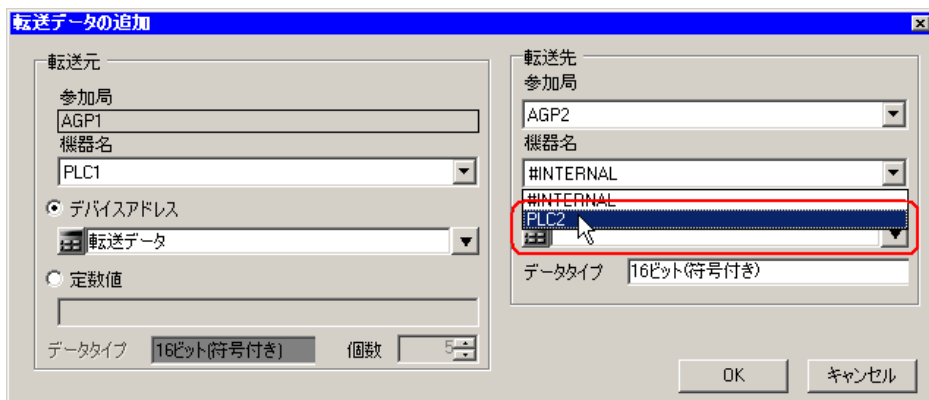 転送データの追加
転送元
参加局
AGP1
機器名
PLC1
デバイスアドレス
転送データ
定数値
データタイプ
16ビット(符号付き)
個数
5
転送先
参加局
AGP2
機器名
#INTERNAL
#INTERNAL
PLC2
データタイプ
16ビット(符号付き)
OK
キャンセル